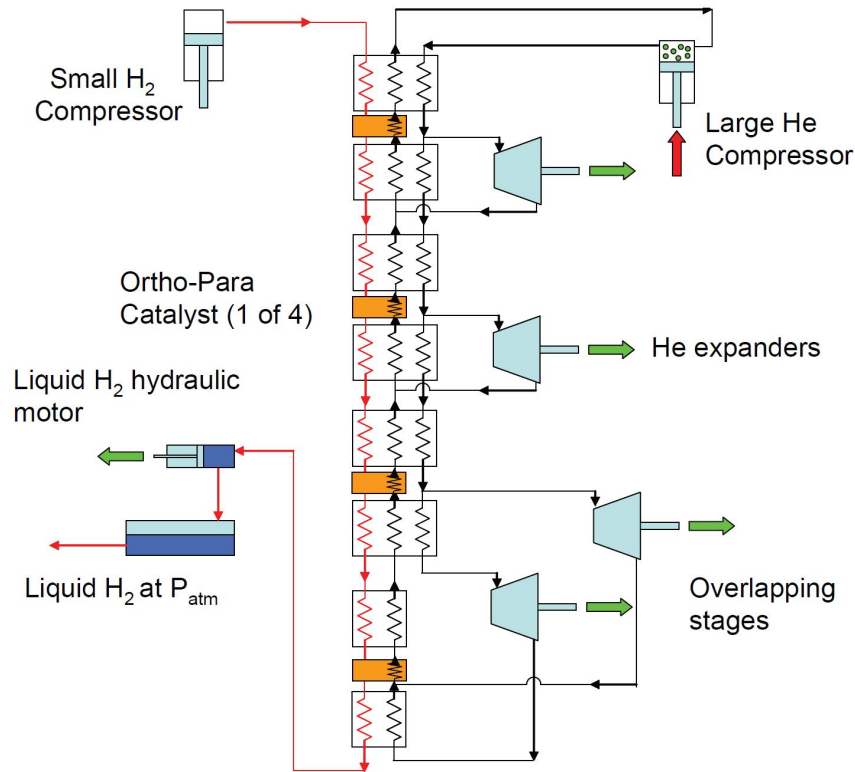 Small H₂
Compressor
Large He
Compressor
Ortho-Para
Catalyst (1 of 4)
He expanders
Liquid H₂ hydraulic
motor
Liquid H₂ at Pₐₜₘ
Overlapping
stages